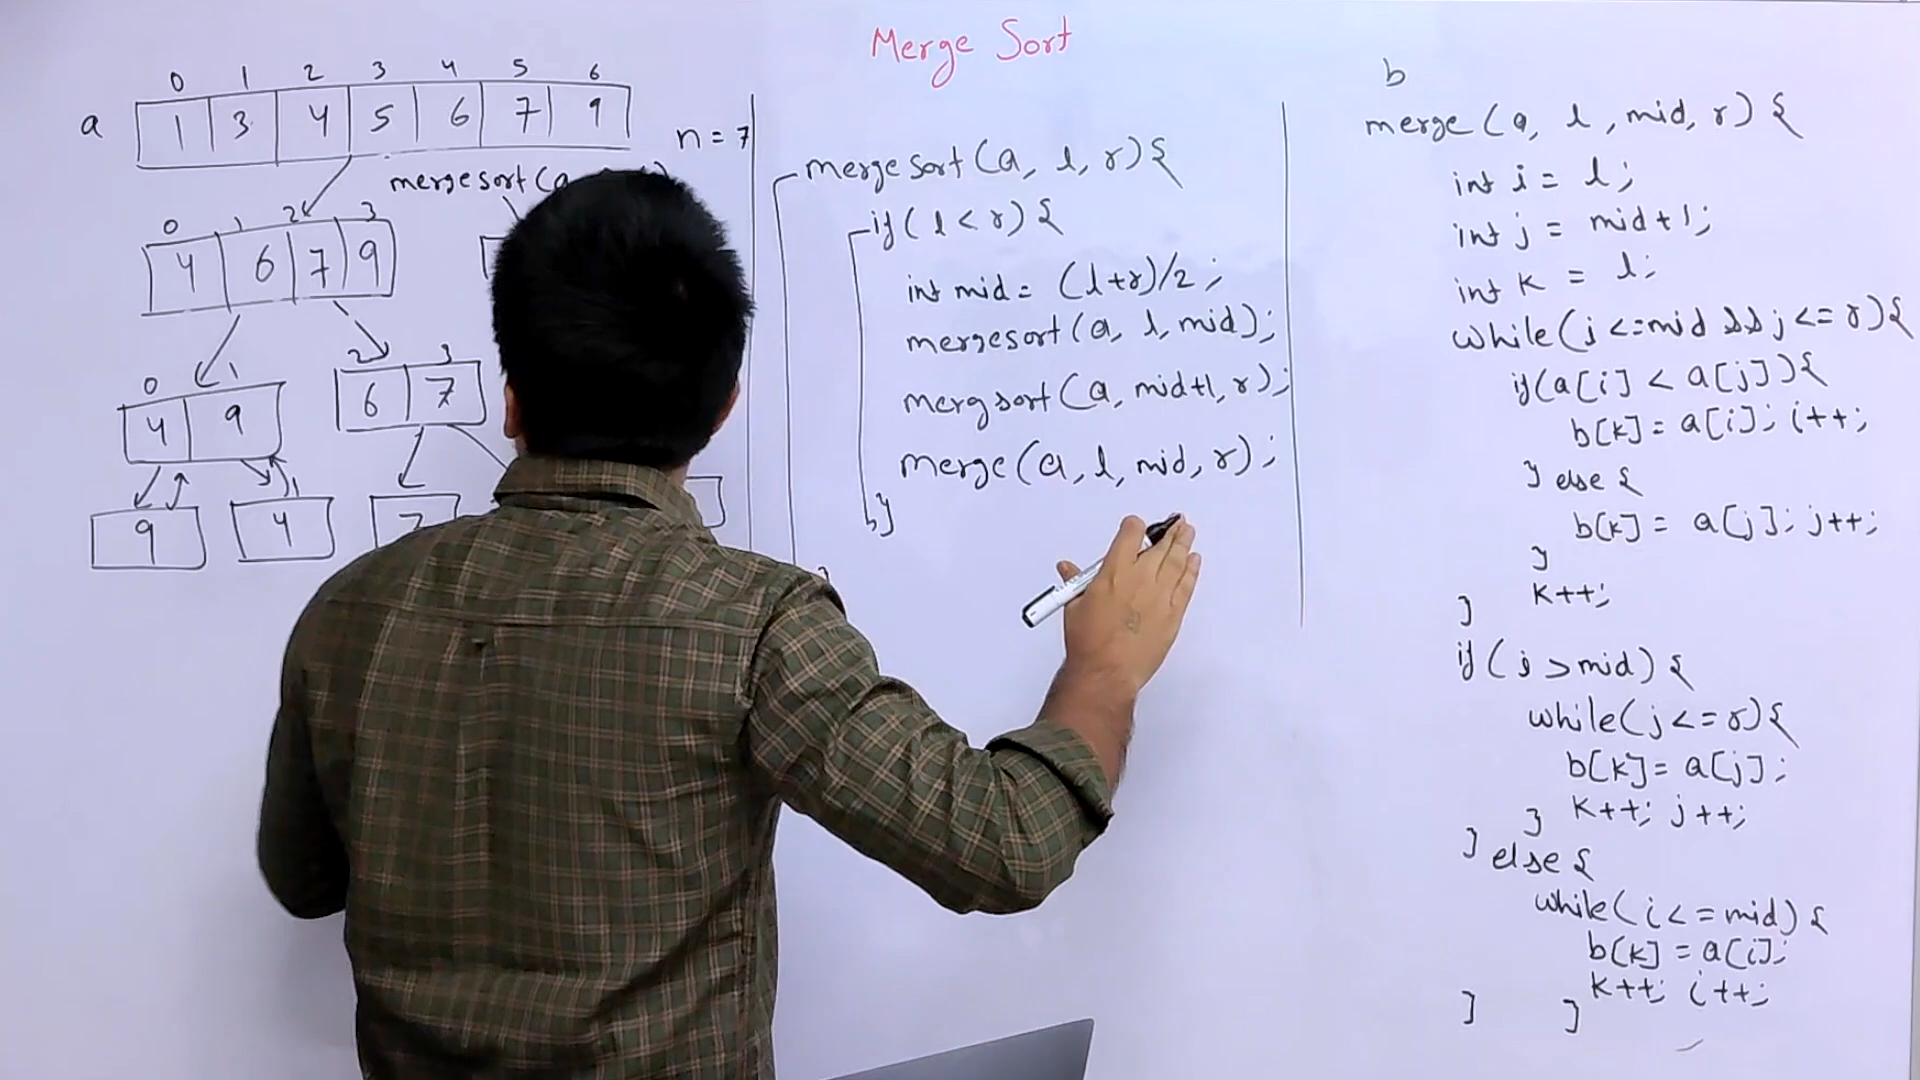 Merge Sort
0 1 2 3 4 5 6
a 1 3 4 5 6 7 9
n = 7
mergesort(a
0 1 2 3
4 6 7 9
0 1
4 9
2 3
6 7
9 4 7
mergesort(a, l, r){
if(l < r){
int mid = (l+r)/2;
mergesort(a, l, mid);
mergsort(a, mid+1, r);
merge(a, l, mid, r);
}
}
b
merge(a, l, mid, r){
int i = l;
int j = mid+1;
int k = l;
while(i <= mid && j <= r){
if(a[i] < a[j]){
b[k] = a[i]; i++;
} else {
b[k] = a[j]; j++;
}
k++;
}
if(i > mid){
while(j <= r){
b[k] = a[j];
k++; j++;
}
} else {
while(i <= mid){
b[k] = a[i];
k++; i++;
}
}